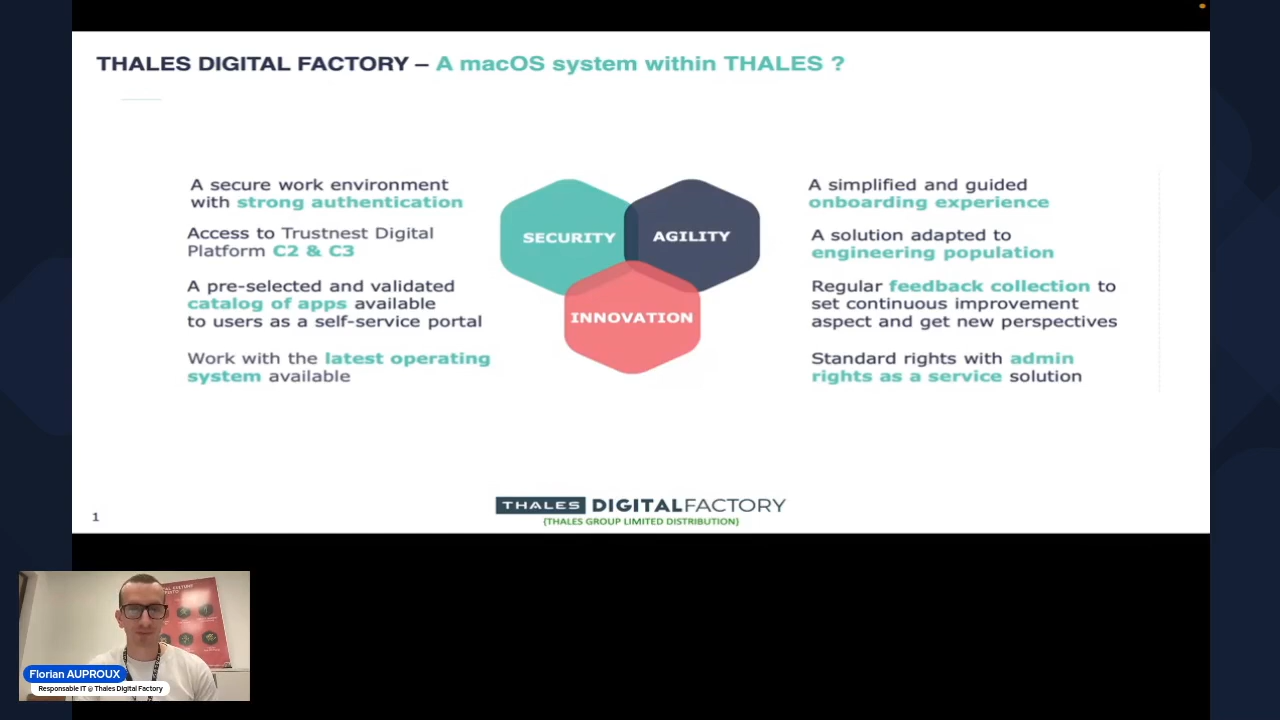 THALES DIGITAL FACTORY – A macOS system within THALES ?
A secure work environment
with strong authentication
Access to Trustnest Digital
Platform C2 & C3
A pre-selected and validated
catalog of apps available
to users as a self-service portal
Work with the latest operating
system available
SECURITY
AGILITY
INNOVATION
A simplified and guided
onboarding experience
A solution adapted to
engineering population
Regular feedback collection to
set continuous improvement
aspect and get new perspectives
Standard rights with admin
rights as a service solution
1
THALES DIGITALFACTORY
{THALES GROUP LIMITED DISTRIBUTION}
Florian AUPROUX
Responsable IT @ Thales Digital Factory